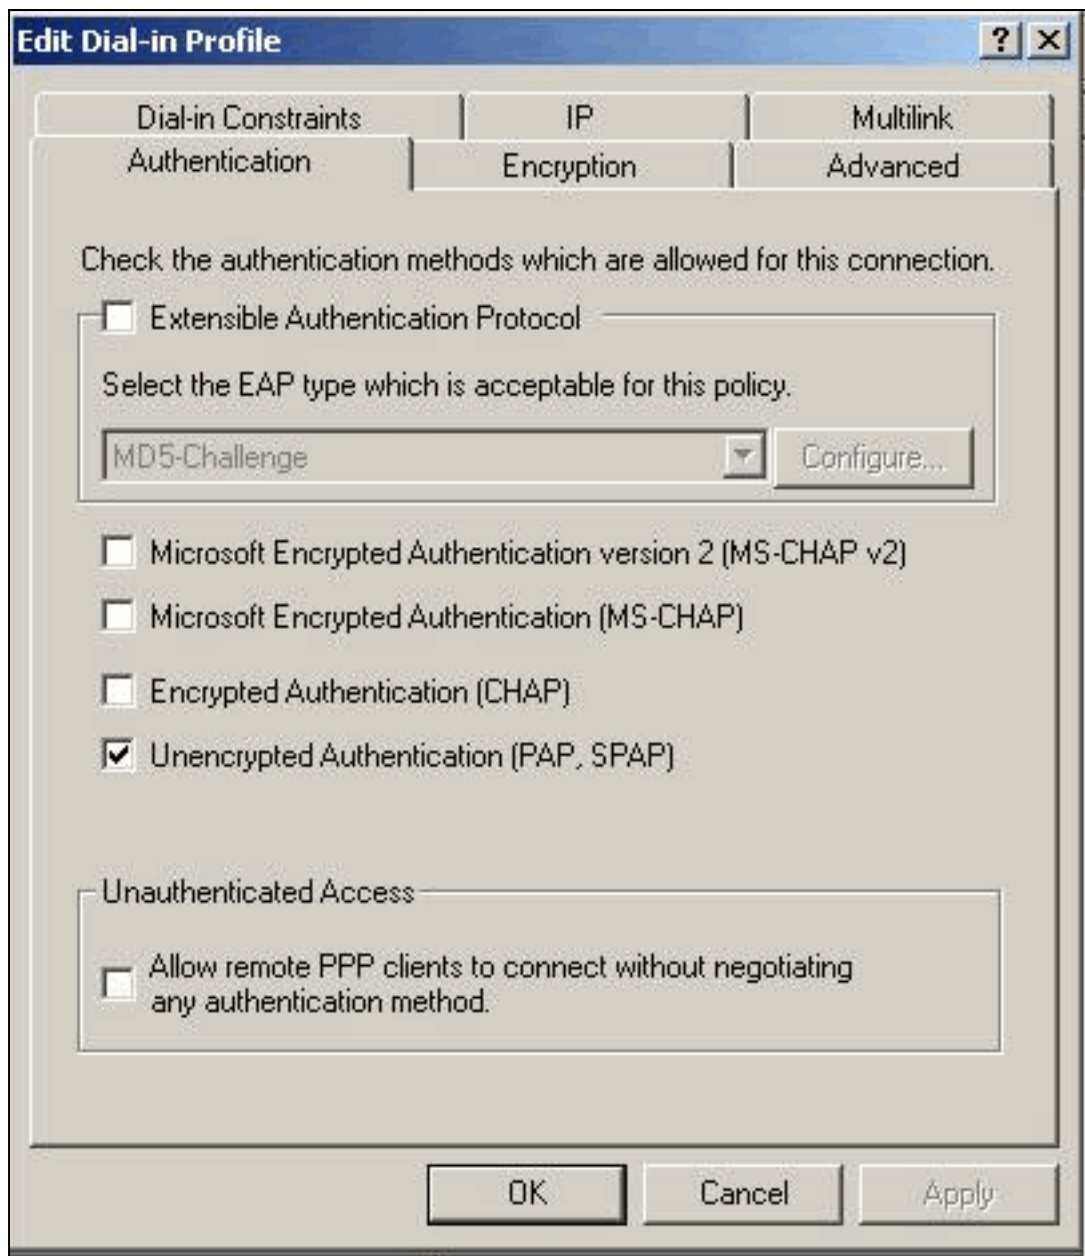 Edit Dial-in Profile
Dial-in Constraints
IP
Multilink
Authentication
Encryption
Advanced
Check the authentication methods which are allowed for this connection.
Extensible Authentication Protocol
Select the EAP type which is acceptable for this policy.
MD5-Challenge
Configure...
Microsoft Encrypted Authentication version 2 (MS-CHAP v2)
Microsoft Encrypted Authentication (MS-CHAP)
Encrypted Authentication (CHAP)
Unencrypted Authentication (PAP, SPAP)
Unauthenticated Access
Allow remote PPP clients to connect without negotiating
any authentication method.
OK
Cancel
Apply